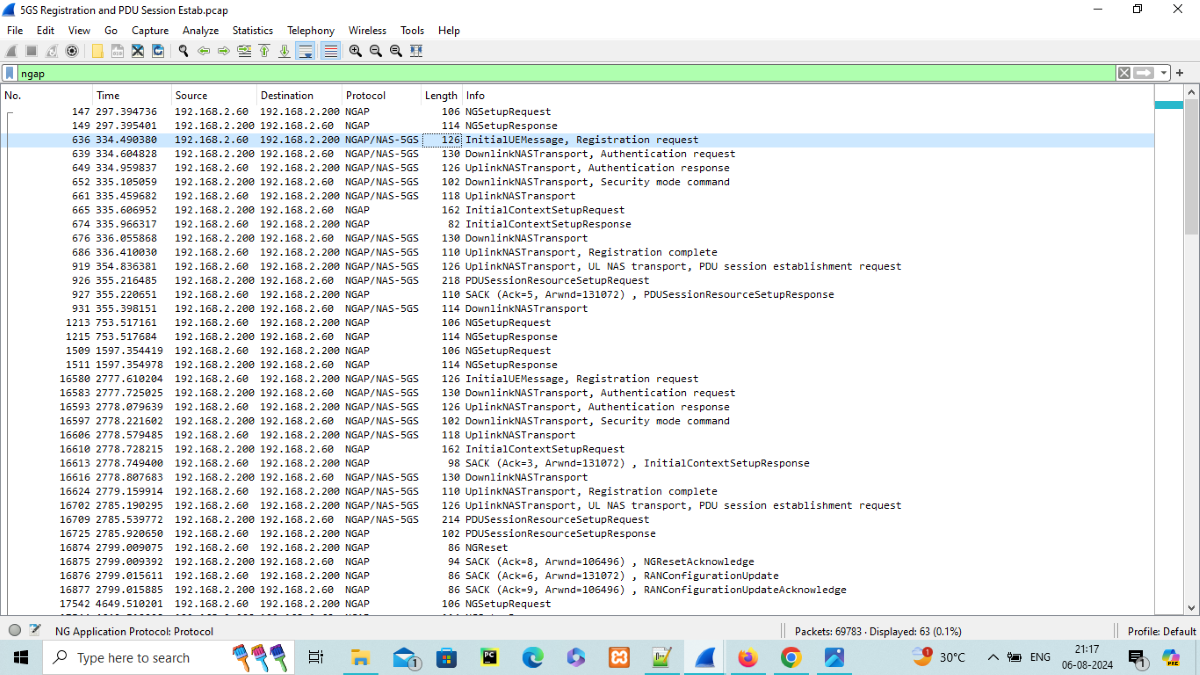 5GS Registration and PDU Session Estab.pcap
File Edit View Go Capture Analyze Statistics Telephony Wireless Tools Help
ngap
No. Time Source Destination Protocol Length Info
147 297.394736 192.168.2.60 192.168.2.200 NGAP 106 NGSetupRequest
149 297.395401 192.168.2.200 192.168.2.60 NGAP 114 NGSetupResponse
636 334.490380 192.168.2.60 192.168.2.200 NGAP/NAS-5GS 126 InitialUEMessage, Registration request
639 334.604828 192.168.2.200 192.168.2.60 NGAP/NAS-5GS 130 DownlinkNASTransport, Authentication request
649 334.959837 192.168.2.60 192.168.2.200 NGAP/NAS-5GS 126 UplinkNASTransport, Authentication response
652 335.105059 192.168.2.200 192.168.2.60 NGAP/NAS-5GS 102 DownlinkNASTransport, Security mode command
661 335.459682 192.168.2.60 192.168.2.200 NGAP/NAS-5GS 118 UplinkNASTransport
665 335.606952 192.168.2.200 192.168.2.60 NGAP 162 InitialContextSetupRequest
674 335.966317 192.168.2.60 192.168.2.200 NGAP 82 InitialContextSetupResponse
676 336.055868 192.168.2.200 192.168.2.60 NGAP/NAS-5GS 130 DownlinkNASTransport
686 336.410030 192.168.2.60 192.168.2.200 NGAP/NAS-5GS 110 UplinkNASTransport, Registration complete
919 354.836381 192.168.2.60 192.168.2.200 NGAP/NAS-5GS 126 UplinkNASTransport, UL NAS transport, PDU session establishment request
926 355.216485 192.168.2.200 192.168.2.60 NGAP/NAS-5GS 218 PDUSessionResourceSetupRequest
927 355.220651 192.168.2.60 192.168.2.200 NGAP 110 SACK (Ack=5, Arwnd=131072) , PDUSessionResourceSetupResponse
931 355.398151 192.168.2.200 192.168.2.60 NGAP/NAS-5GS 114 DownlinkNASTransport
1213 753.517161 192.168.2.60 192.168.2.200 NGAP 106 NGSetupRequest
1215 753.517684 192.168.2.200 192.168.2.60 NGAP 114 NGSetupResponse
1509 1597.354419 192.168.2.60 192.168.2.200 NGAP 106 NGSetupRequest
1511 1597.354978 192.168.2.200 192.168.2.60 NGAP 114 NGSetupResponse
16580 2777.610204 192.168.2.60 192.168.2.200 NGAP/NAS-5GS 126 InitialUEMessage, Registration request
16583 2777.725025 192.168.2.200 192.168.2.60 NGAP/NAS-5GS 130 DownlinkNASTransport, Authentication request
16593 2778.079639 192.168.2.60 192.168.2.200 NGAP/NAS-5GS 126 UplinkNASTransport, Authentication response
16597 2778.221602 192.168.2.200 192.168.2.60 NGAP/NAS-5GS 102 DownlinkNASTransport, Security mode command
16606 2778.579485 192.168.2.60 192.168.2.200 NGAP/NAS-5GS 118 UplinkNASTransport
16610 2778.728215 192.168.2.200 192.168.2.60 NGAP 162 InitialContextSetupRequest
16613 2778.749400 192.168.2.60 192.168.2.200 NGAP 98 SACK (Ack=3, Arwnd=131072) , InitialContextSetupResponse
16616 2778.807683 192.168.2.200 192.168.2.60 NGAP/NAS-5GS 130 DownlinkNASTransport
16624 2779.159914 192.168.2.60 192.168.2.200 NGAP/NAS-5GS 110 UplinkNASTransport, Registration complete
16702 2785.190295 192.168.2.60 192.168.2.200 NGAP/NAS-5GS 126 UplinkNASTransport, UL NAS transport, PDU session establishment request
16709 2785.539772 192.168.2.200 192.168.2.60 NGAP/NAS-5GS 214 PDUSessionResourceSetupRequest
16725 2785.920650 192.168.2.60 192.168.2.200 NGAP 102 PDUSessionResourceSetupResponse
16874 2799.009075 192.168.2.60 192.168.2.200 NGAP 86 NGReset
16875 2799.009392 192.168.2.200 192.168.2.60 NGAP 94 SACK (Ack=8, Arwnd=106496) , NGResetAcknowledge
16876 2799.015611 192.168.2.60 192.168.2.200 NGAP 86 SACK (Ack=6, Arwnd=131072) , RANConfigurationUpdate
16877 2799.015885 192.168.2.200 192.168.2.60 NGAP 86 SACK (Ack=9, Arwnd=106496) , RANConfigurationUpdateAcknowledge
17542 4649.510201 192.168.2.60 192.168.2.200 NGAP 106 NGSetupRequest
NG Application Protocol: Protocol Packets: 69783 · Displayed: 63 (0.1%) Profile: Default
Type here to search 30°C ENG 21:17
06-08-2024